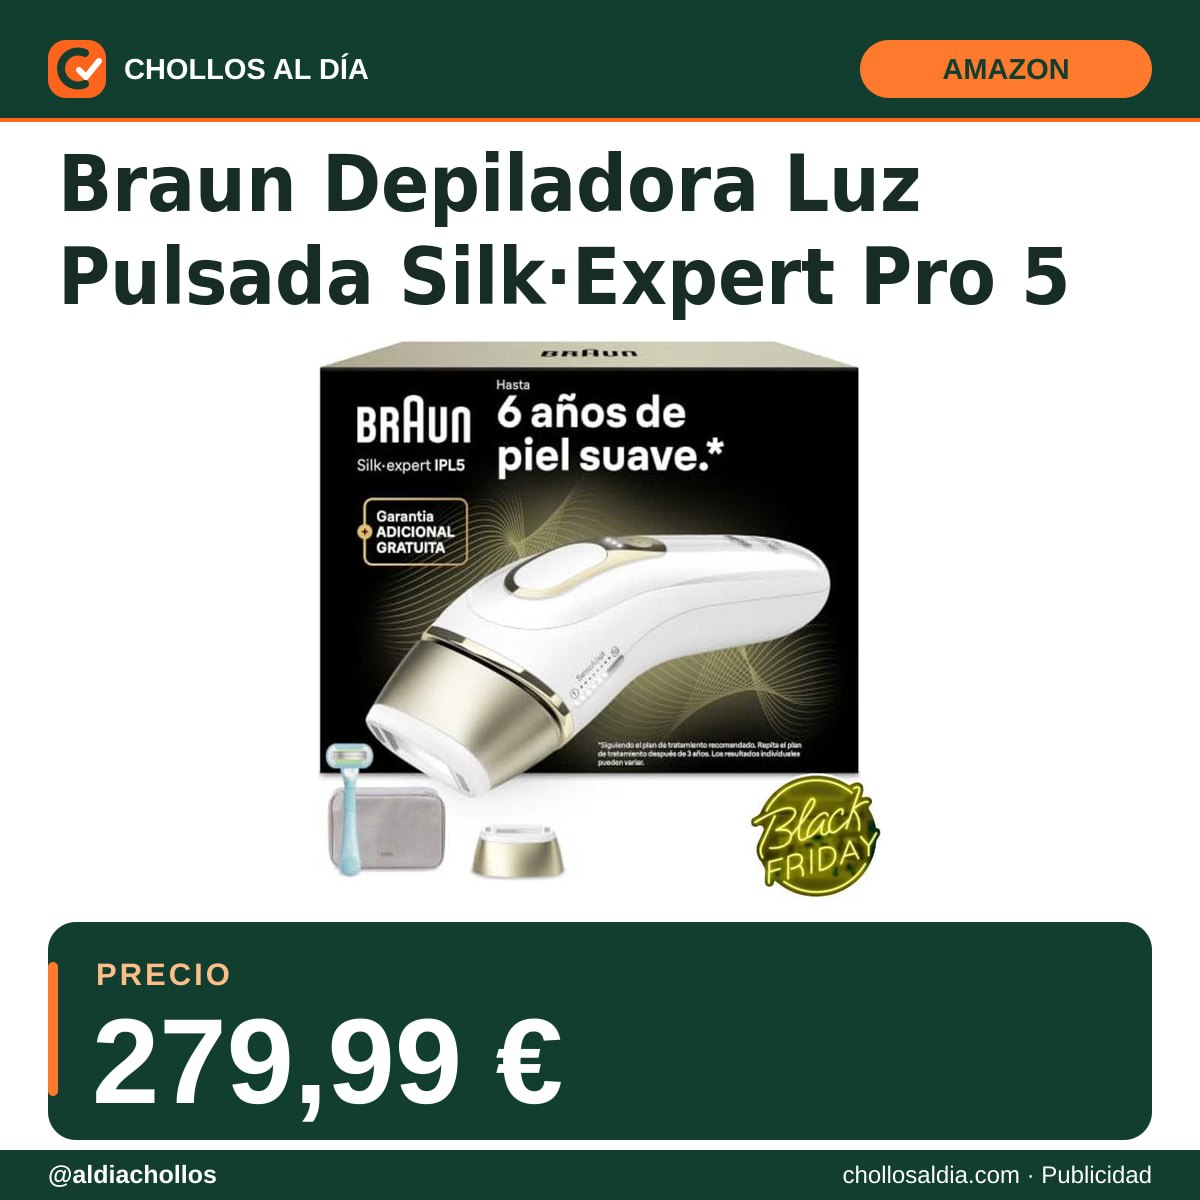 CHOLLOS AL DÍA
AMAZON
Braun Depiladora Luz
Pulsada Silk·Expert Pro 5
BRAUN
Hasta
6 años de
piel suave.*
BRAUN
Silk·expert IPL5
Garantia
+ ADICIONAL
GRATUITA
SensoAdapt
*Siguiendo el plan de tratamiento recomendado. Repita el plan
de tratamiento después de 3 años. Los resultados individuales
pueden variar.
Black
FRIDAY
PRECIO
279,99 €
@aldiachollos
chollosaldia.com · Publicidad